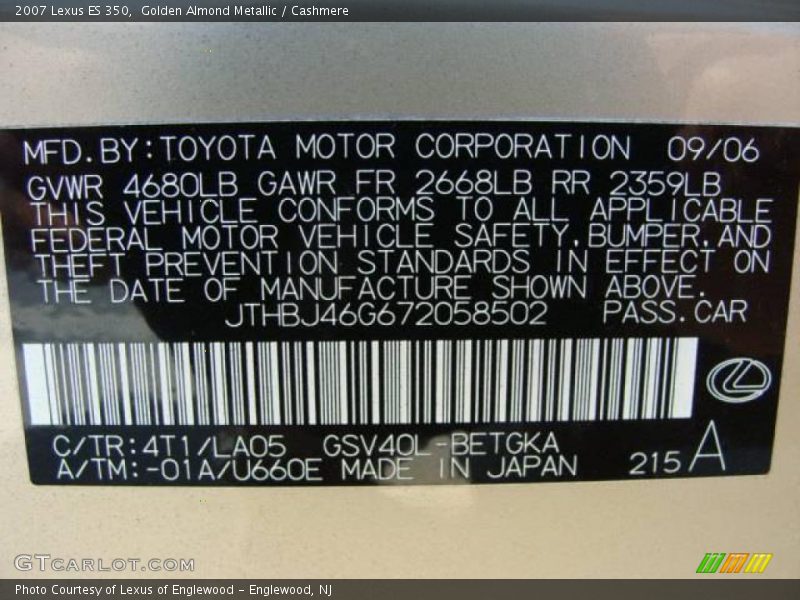 2007 Lexus ES 350,  Golden Almond Metallic / Cashmere
MFD.BY:TOYOTA MOTOR CORPORATION 09/06
GVWR 4680LB GAWR FR 2668LB RR 2359LB
THIS VEHICLE CONFORMS TO ALL APPLICABLE
FEDERAL MOTOR VEHICLE SAFETY,BUMPER,AND
THEFT PREVENTION STANDARDS IN EFFECT ON
THE DATE OF MANUFACTURE SHOWN ABOVE.
JTHBJ46G672058502 PASS.CAR
C/TR:4T1/LA05 GSV40L-BETGKA
A/TM:-01A/U660E MADE IN JAPAN 215 A
GTCARLOT.COM
Photo Courtesy of Lexus of Englewood - Englewood, NJ